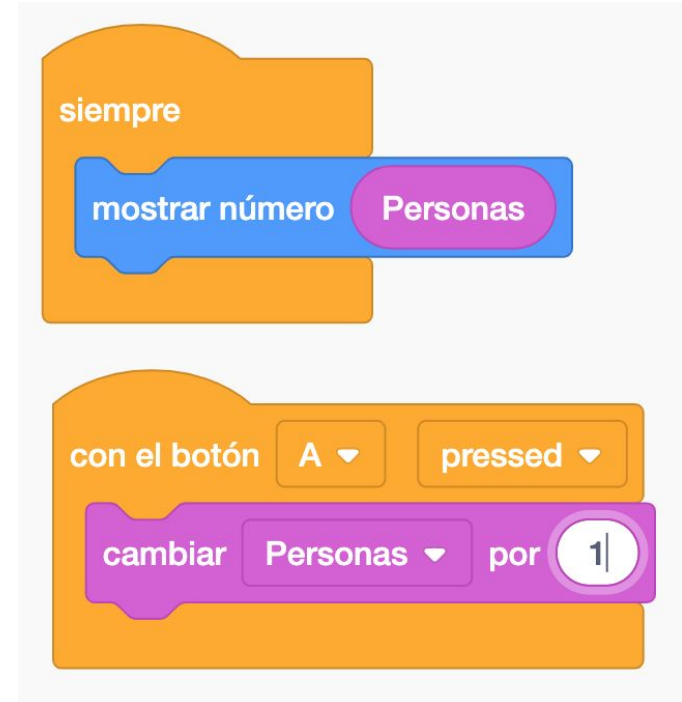 siempre
mostrar número Personas
con el botón A pressed
cambiar Personas por 1